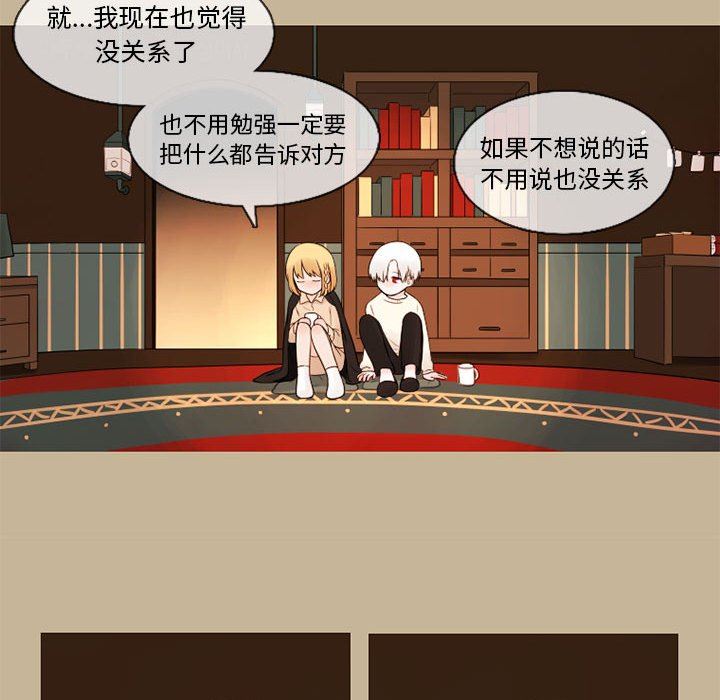 就...我现在也觉得
没关系了
也不用勉强一定要
把什么都告诉对方
如果不想说的话
不用说也没关系